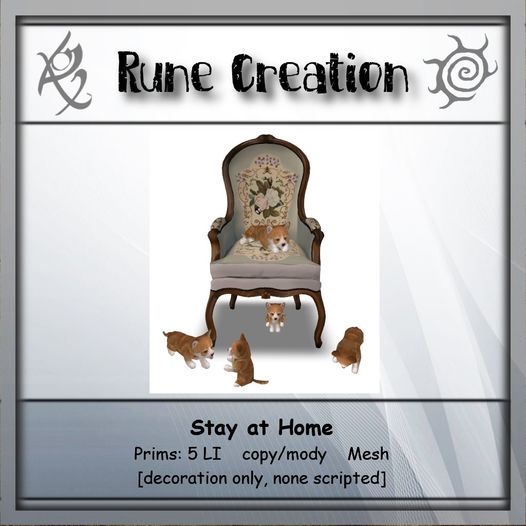 Rune Creation
Stay at Home
Prims: 5 LI copy/mody Mesh
[decoration only, none scripted]